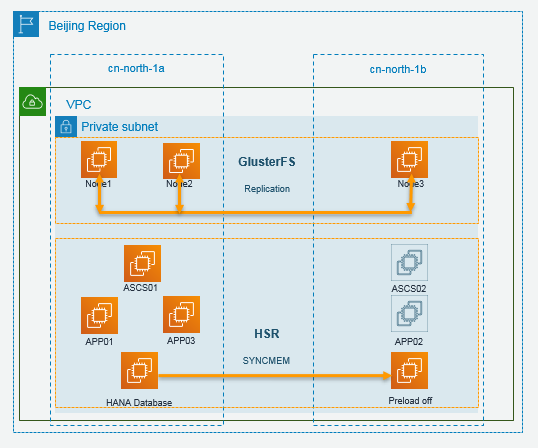 Beijing Region
cn-north-1a
cn-north-1b
VPC
Private subnet
GlusterFS
Node1
Node2
Node3
Replication
ASCS01
ASCS02
APP01
APP03
APP02
HSR
SYNCMEM
HANA Database
Preload off